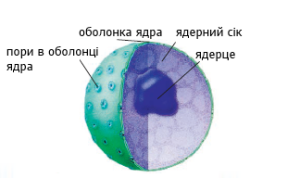 оболонка ядра
ядерний сік
пори в оболонці
ядра
ядерце